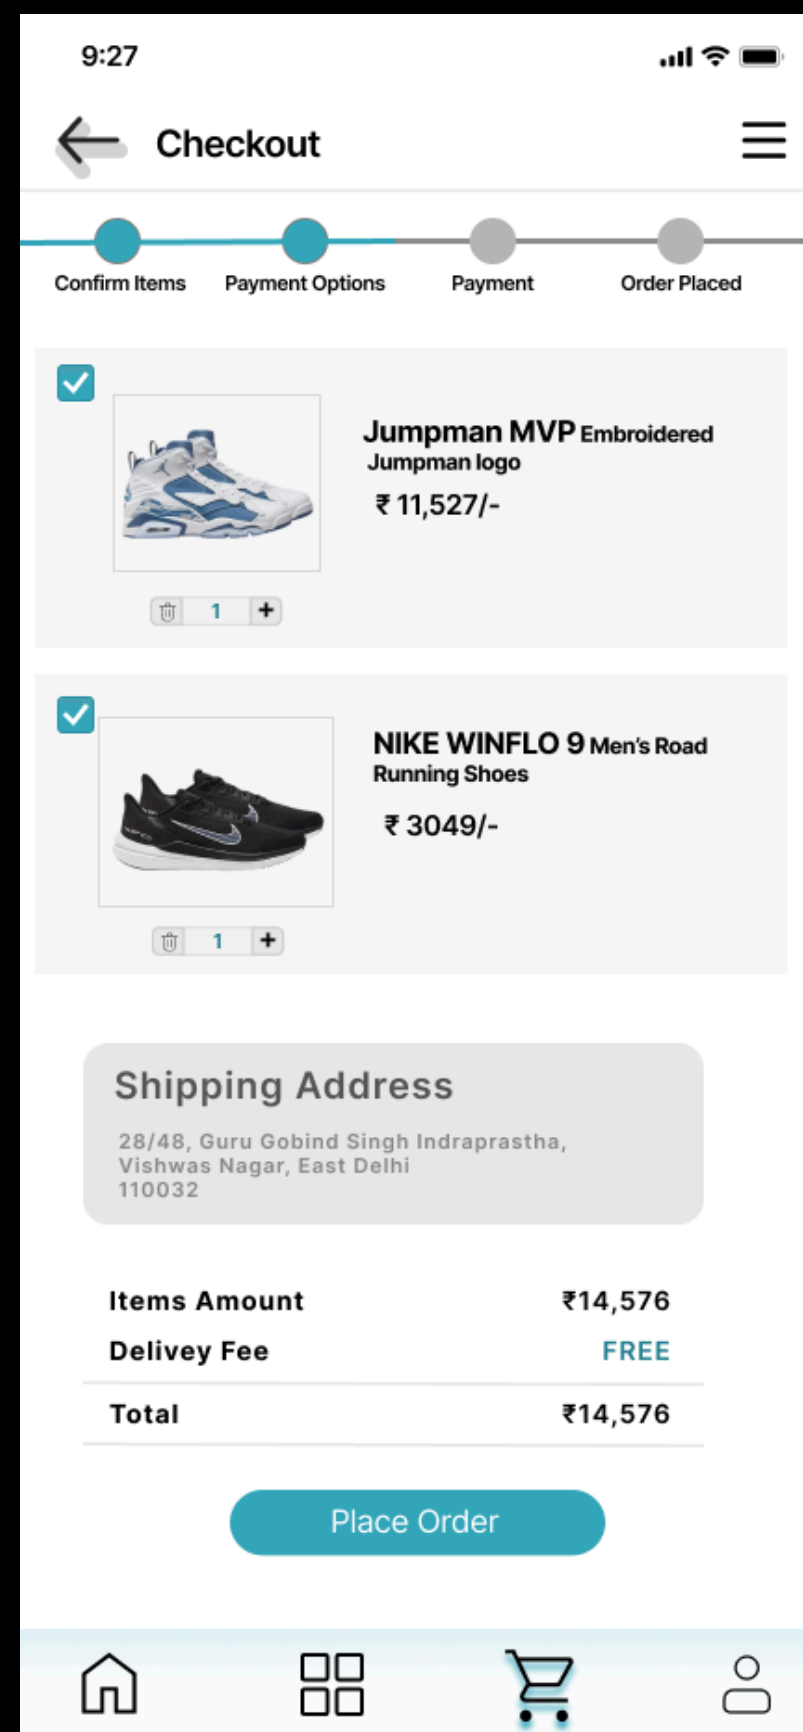 9:27
Checkout
Confirm Items
Payment Options
Payment
Order Placed
Jumpman MVP Embroidered
Jumpman logo
₹ 11,527/-
1 +
NIKE WINFLO 9 Men's Road
Running Shoes
₹ 3049/-
1 +
Shipping Address
28/48, Guru Gobind Singh Indraprastha,
Vishwas Nagar, East Delhi
110032
Items Amount ₹14,576
Delivey Fee FREE
Total ₹14,576
Place Order